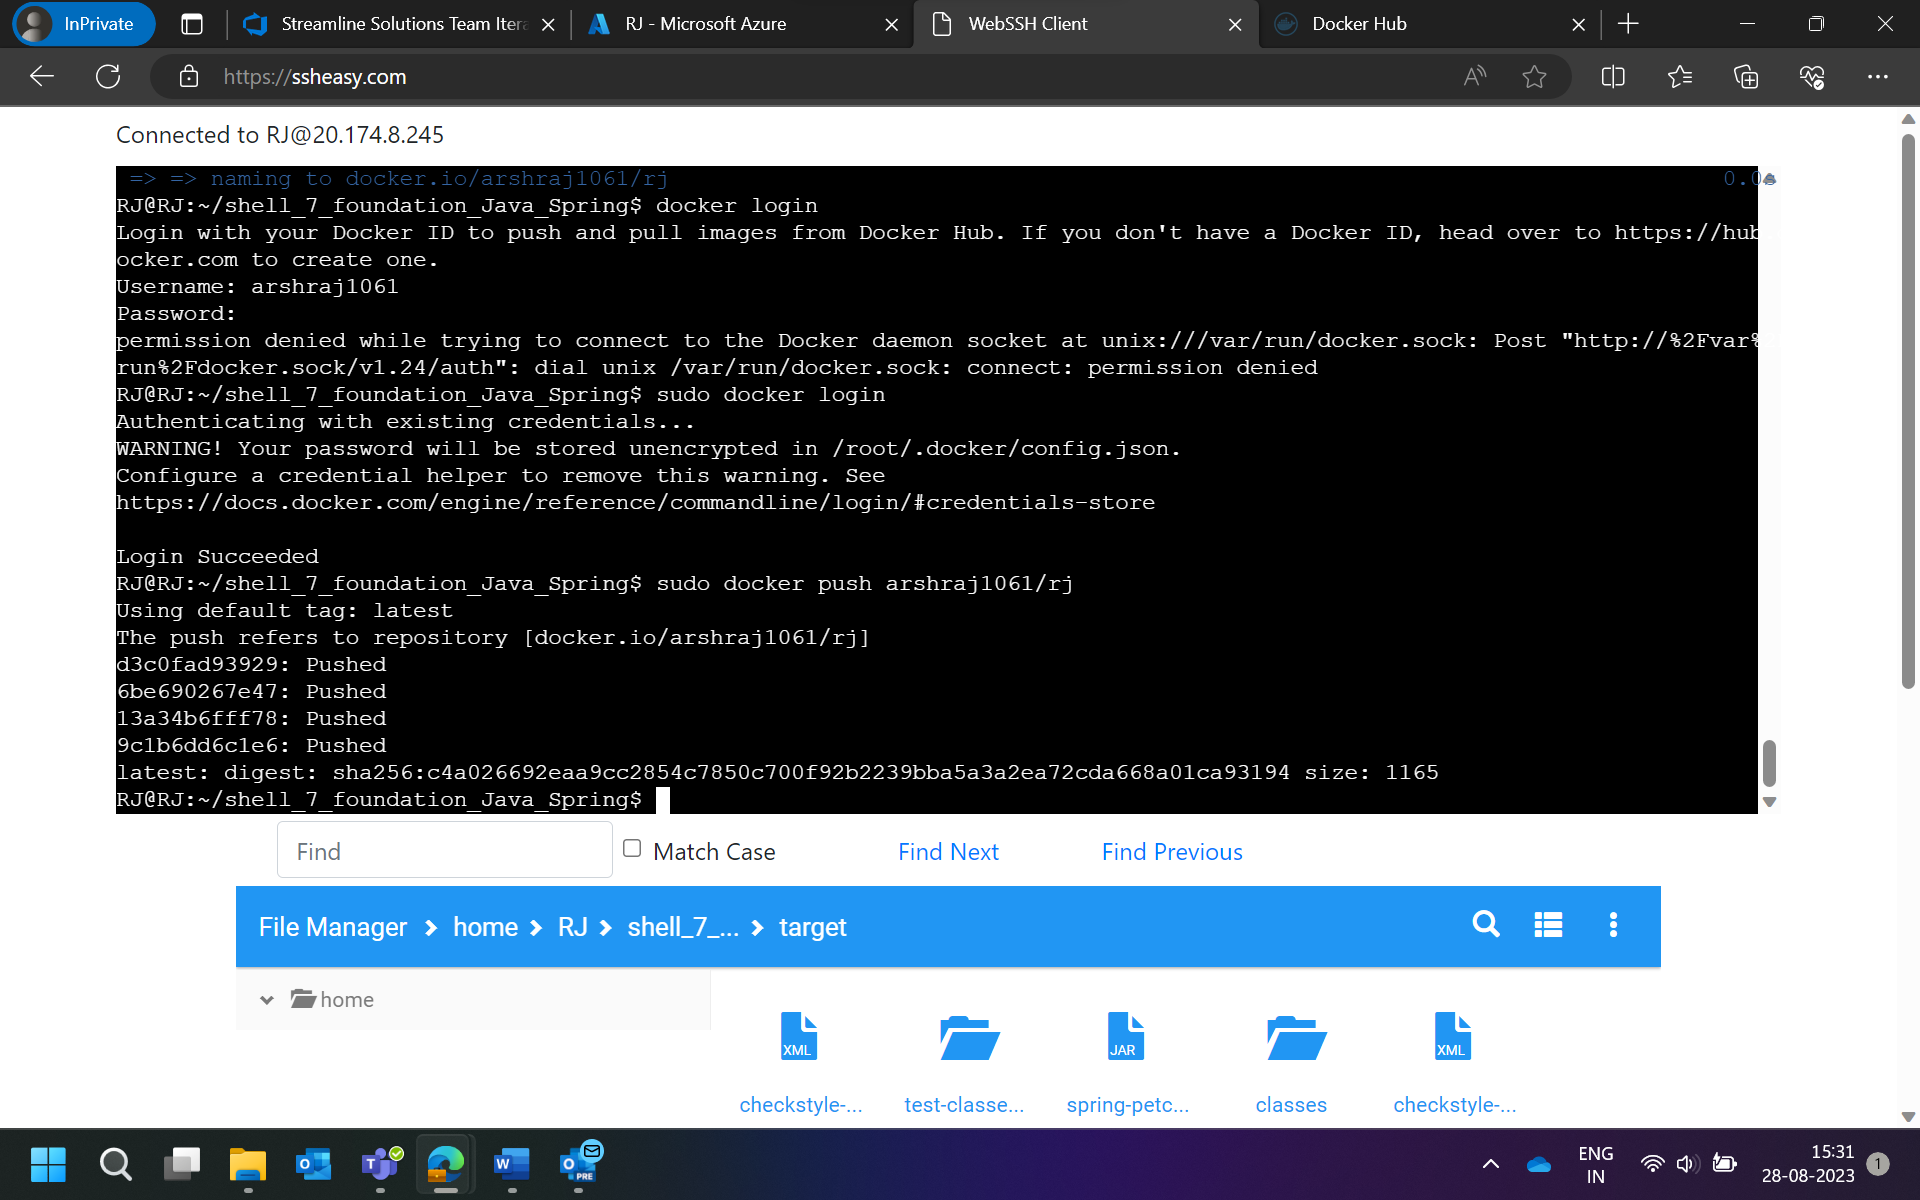 InPrivate
Streamline Solutions Team Itera
RJ - Microsoft Azure
WebSSH Client
Docker Hub
https://ssheasy.com
Connected to RJ@20.174.8.245
=> => naming to docker.io/arshraj1061/rj 0.0s
RJ@RJ:~/shell_7_foundation_Java_Spring$ docker login
Login with your Docker ID to push and pull images from Docker Hub. If you don't have a Docker ID, head over to https://hub.
ocker.com to create one.
Username: arshraj1061
Password:
permission denied while trying to connect to the Docker daemon socket at unix:///var/run/docker.sock: Post "http://%2Fvar%2
run%2Fdocker.sock/v1.24/auth": dial unix /var/run/docker.sock: connect: permission denied
RJ@RJ:~/shell_7_foundation_Java_Spring$ sudo docker login
Authenticating with existing credentials...
WARNING! Your password will be stored unencrypted in /root/.docker/config.json.
Configure a credential helper to remove this warning. See
https://docs.docker.com/engine/reference/commandline/login/#credentials-store
Login Succeeded
RJ@RJ:~/shell_7_foundation_Java_Spring$ sudo docker push arshraj1061/rj
Using default tag: latest
The push refers to repository [docker.io/arshraj1061/rj]
d3c0fad93929: Pushed
6be690267e47: Pushed
13a34b6fff78: Pushed
9c1b6dd6c1e6: Pushed
latest: digest: sha256:c4a026692eaa9cc2854c7850c700f92b2239bba5a3a2ea72cda668a01ca93194 size: 1165
RJ@RJ:~/shell_7_foundation_Java_Spring$
Find
Match Case
Find Next
Find Previous
File Manager > home > RJ > shell_7_... > target
home
XML
JAR
XML
checkstyle-...
test-classe...
spring-petc...
classes
checkstyle-...
ENG
IN
15:31
28-08-2023
1